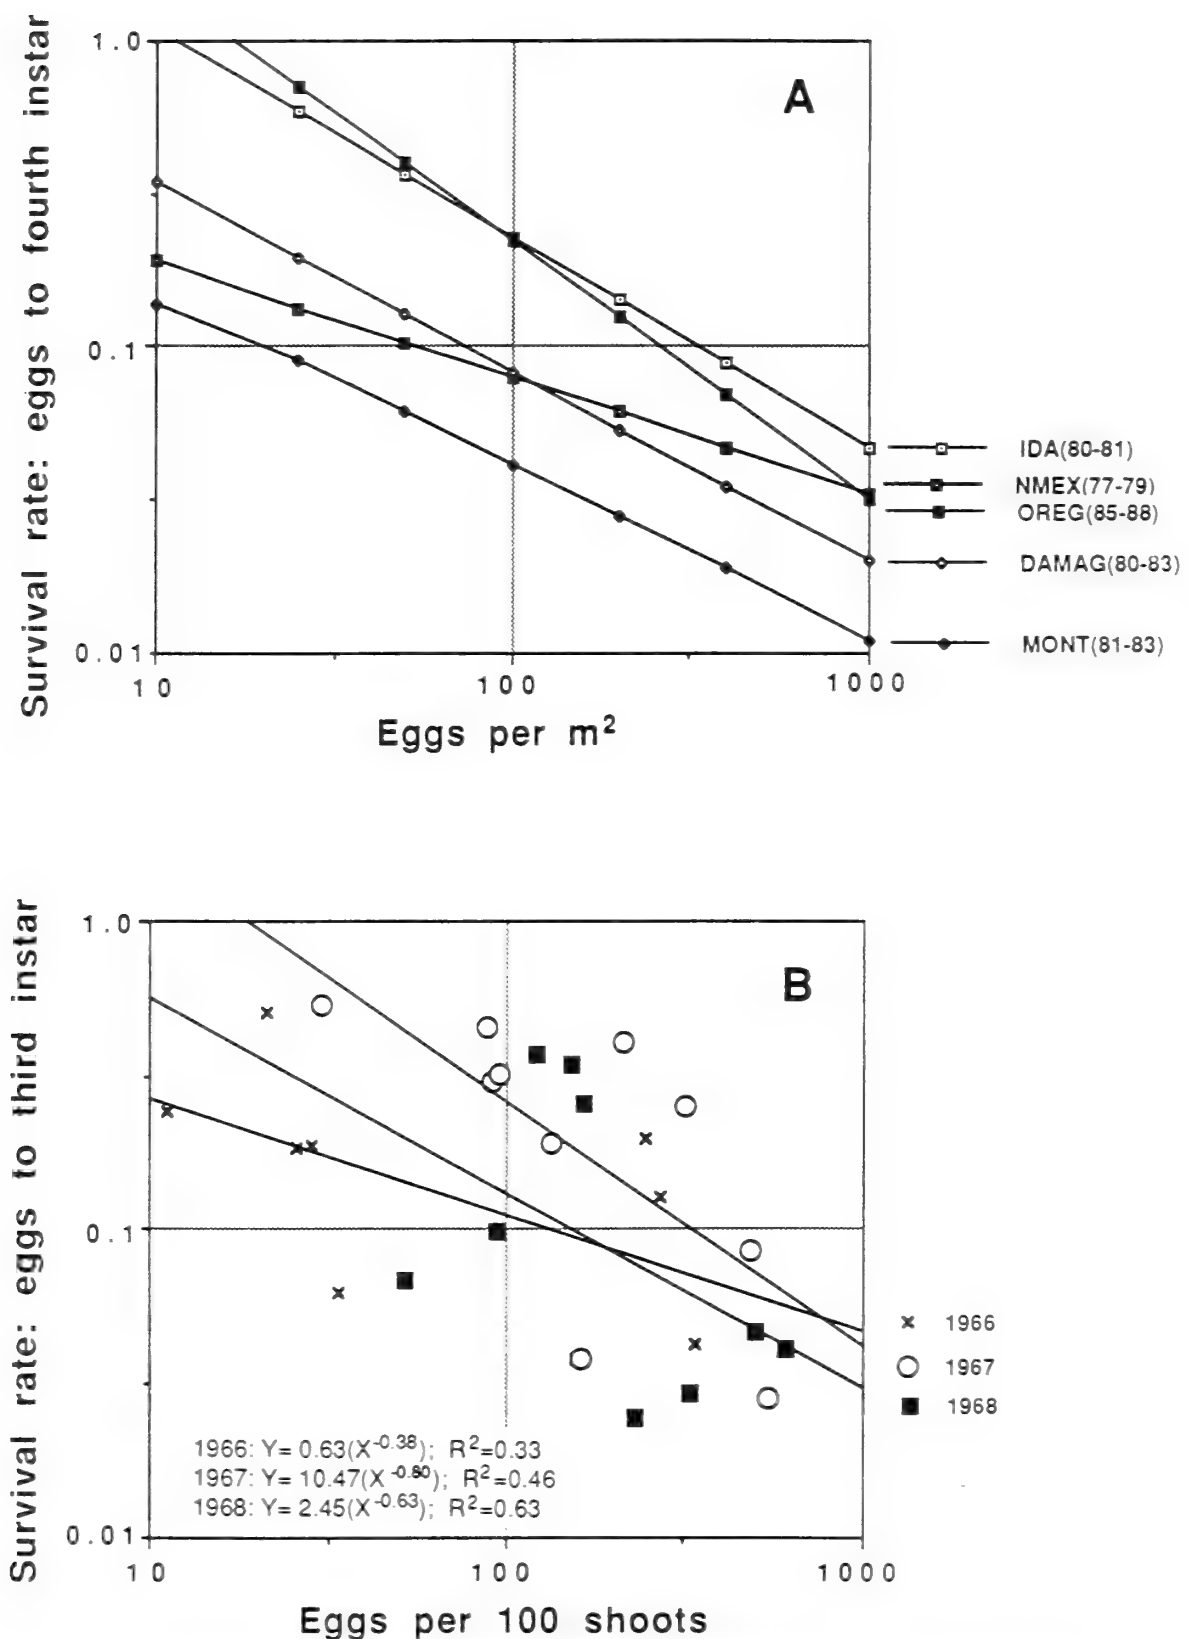 Survival rate: eggs to fourth instar
1.0
0.1
0.01
A
10 100 1000
Eggs per m²
IDA(80-81)
NMEX(77-79)
OREG(85-88)
DAMAG(80-83)
MONT(81-83)
Survival rate: eggs to third instar
1.0
0.1
0.01
B
1966: Y= 0.63(X^-0.38); R²=0.33
1967: Y= 10.47(X^-0.80); R²=0.46
1968: Y= 2.45(X^-0.63); R²=0.63
10 100 1000
Eggs per 100 shoots
1966
1967
1968